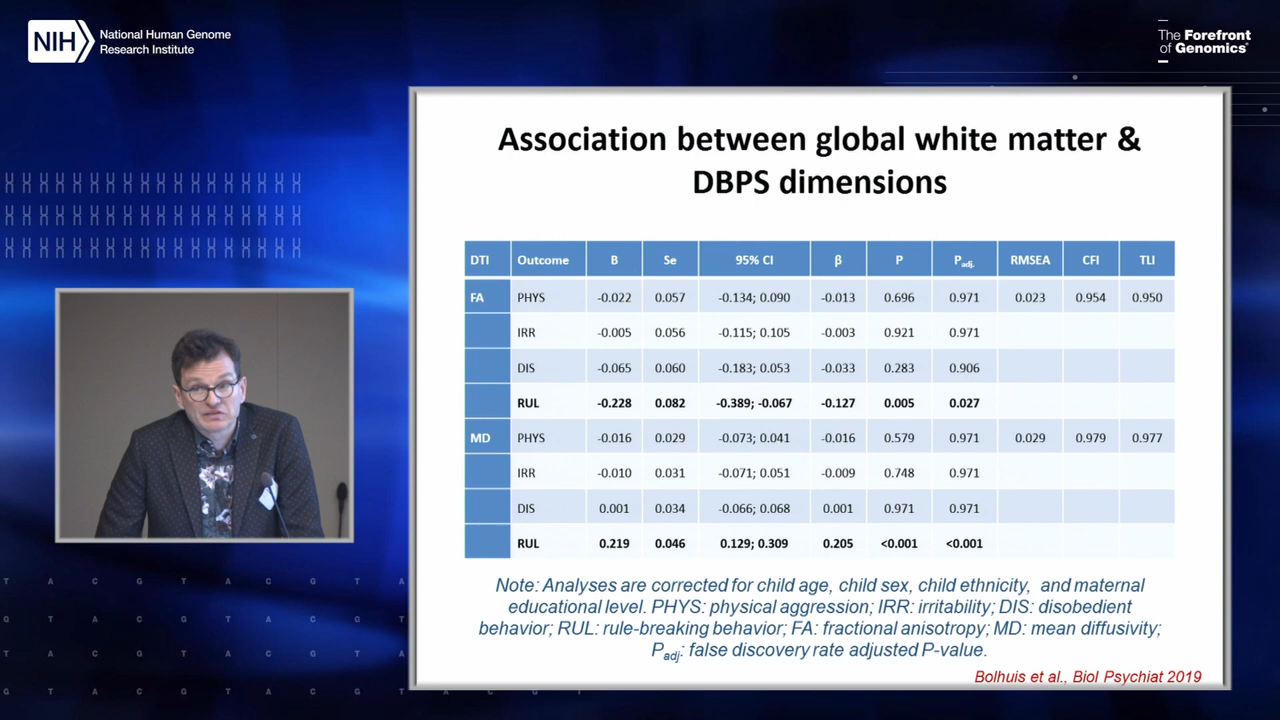 NIH
National Human Genome
Research Institute
The Forefront
of Genomics®
Association between global white matter &
DBPS dimensions
DTI Outcome B Se 95% CI β P Padj. RMSEA CFI TLI
FA PHYS -0.022 0.057 -0.134; 0.090 -0.013 0.696 0.971 0.023 0.954 0.950
IRR -0.005 0.056 -0.115; 0.105 -0.003 0.921 0.971
DIS -0.065 0.060 -0.183; 0.053 -0.033 0.283 0.906
RUL -0.228 0.082 -0.389; -0.067 -0.127 0.005 0.027
MD PHYS -0.016 0.029 -0.073; 0.041 -0.016 0.579 0.971 0.029 0.979 0.977
IRR -0.010 0.031 -0.071; 0.051 -0.009 0.748 0.971
DIS 0.001 0.034 -0.066; 0.068 0.001 0.971 0.971
RUL 0.219 0.046 0.129; 0.309 0.205 <0.001 <0.001
Note: Analyses are corrected for child age, child sex, child ethnicity, and maternal
educational level. PHYS: physical aggression; IRR: irritability; DIS: disobedient
behavior; RUL: rule-breaking behavior; FA: fractional anisotropy; MD: mean diffusivity;
Padj: false discovery rate adjusted P-value.
Bolhuis et al., Biol Psychiat 2019
T A C G T A C G T A
G T A C G T A C G T
T A C G T A C G T A
G T A C G T A C G T A C G T A C G T